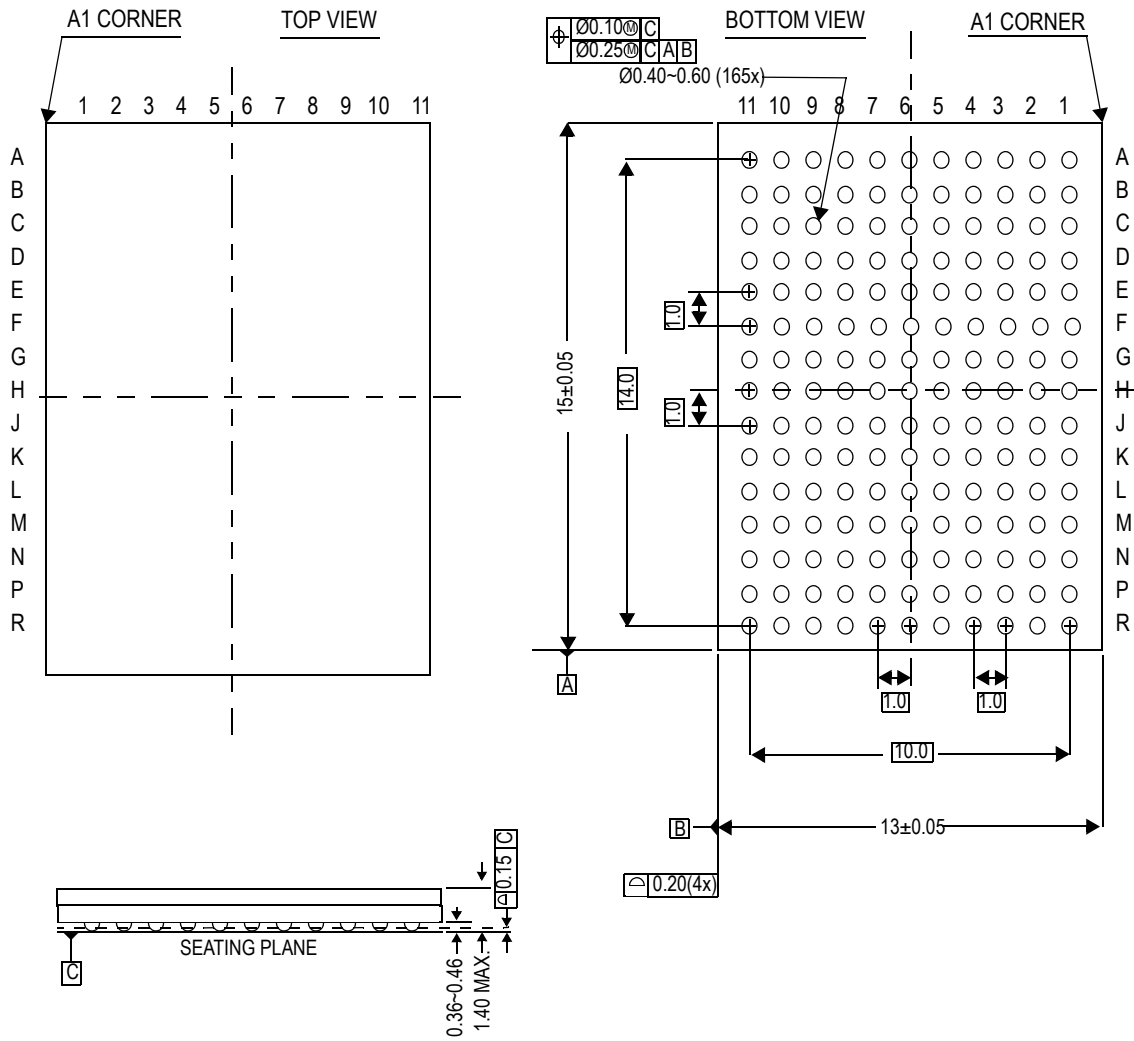 A1 CORNER
TOP VIEW
1 2 3 4 5 6 7 8 9 10 11
A
B
C
D
E
F
G
H
J
K
L
M
N
P
R
Ø0.10Ⓜ C
Ø0.25Ⓜ C A B
BOTTOM VIEW
A1 CORNER
Ø0.40~0.60 (165x)
11 10 9 8 7 6 5 4 3 2 1
A
B
C
D
E
F
G
H
J
K
L
M
N
P
R
1.0
15±0.05
14.0
1.0
A
1.0
1.0
10.0
B
13±0.05
0.20(4x)
0.15 C
SEATING PLANE
C
0.36~0.46
1.40 MAX.